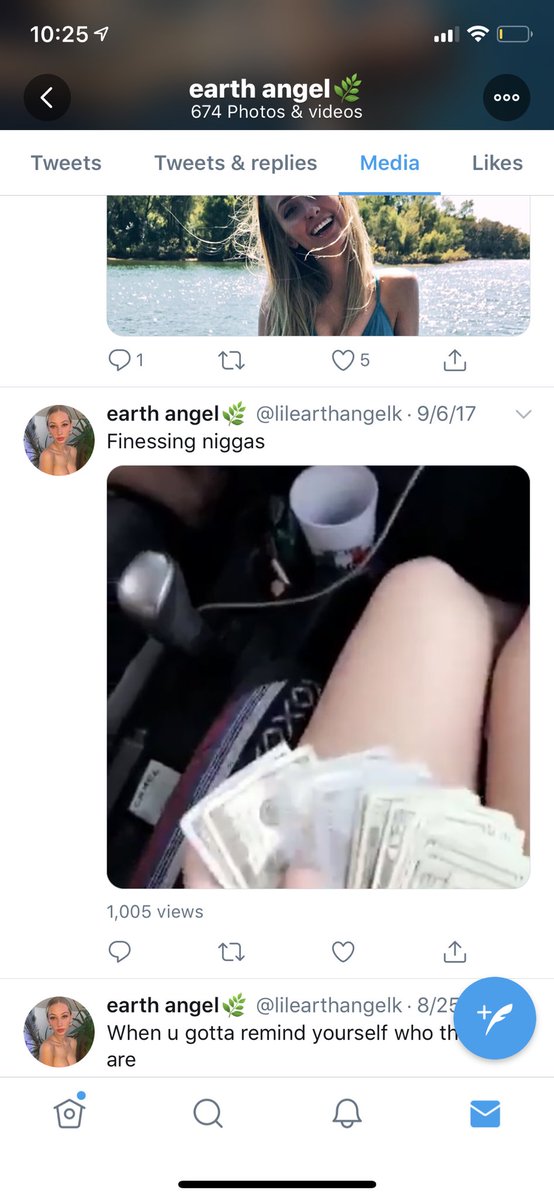 10:25
earth angel🌿
674 Photos & videos
Tweets Tweets & replies Media Likes
1 5
earth angel🌿 @lilearthangelk · 9/6/17
Finessing niggas
CAMEL
1,005 views
earth angel🌿 @lilearthangelk · 8/25
When u gotta remind yourself who th
are